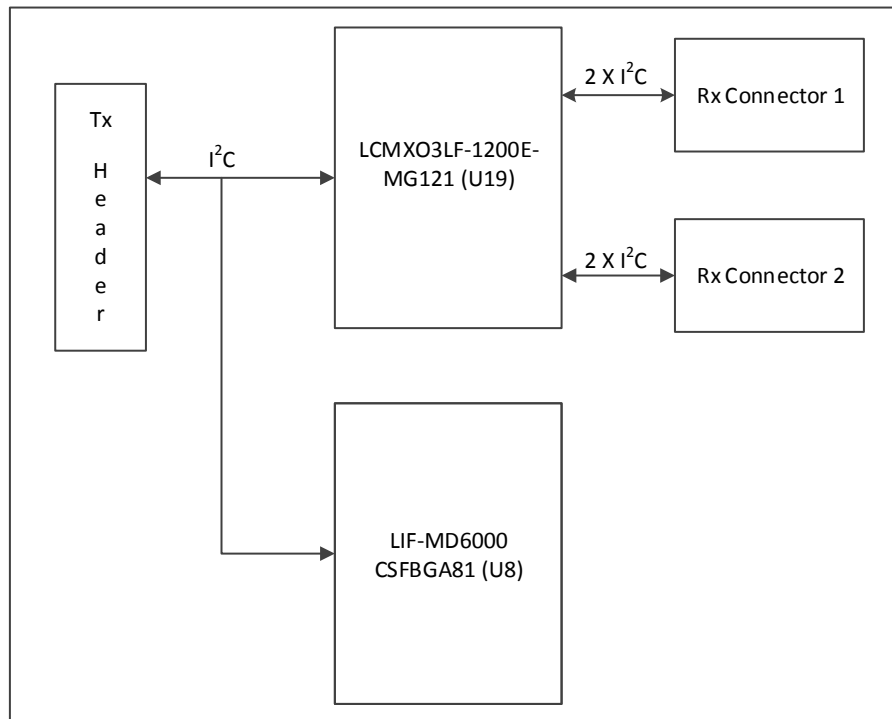 Tx
Header
I²C
LCMXO3LF-1200E-
MG121 (U19)
2 X I²C
Rx Connector 1
2 X I²C
Rx Connector 2
LIF-MD6000
CSFBGA81 (U8)